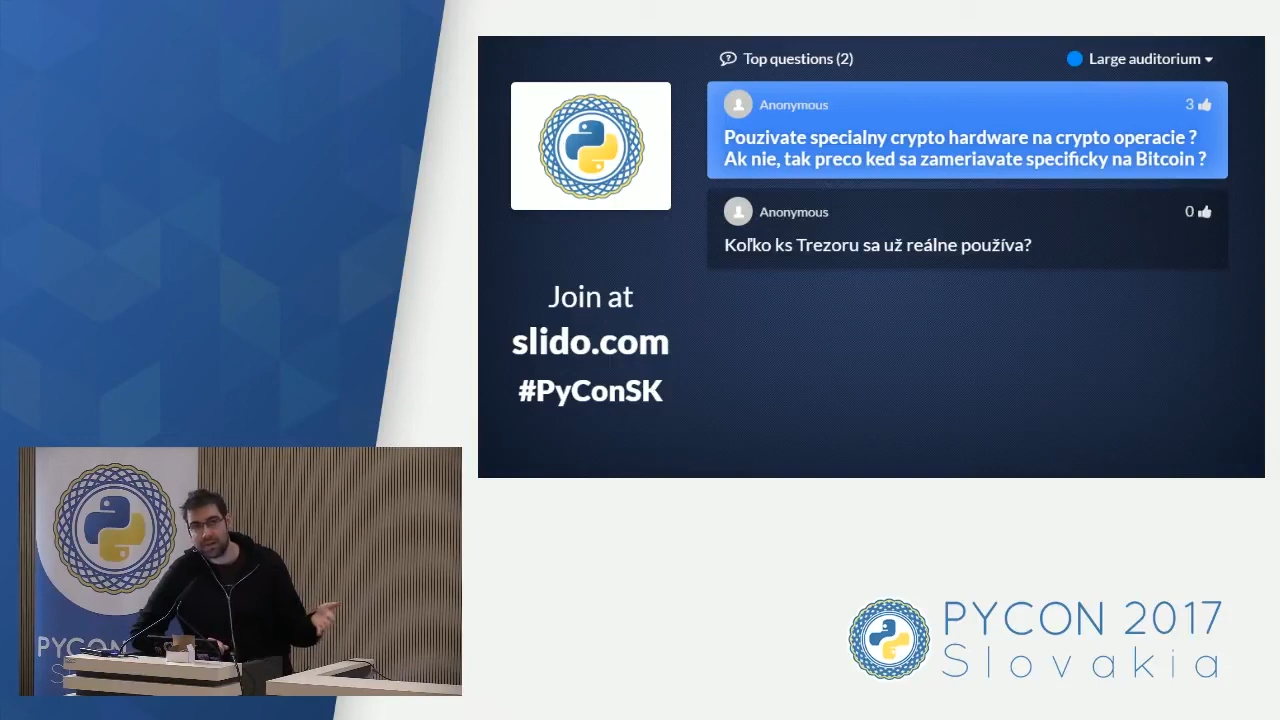 Top questions (2)
Large auditorium
Anonymous
3
Pouzivate specialny crypto hardware na crypto operacie ?
Ak nie, tak preco ked sa zameriavate specificky na Bitcoin ?
Anonymous
0
Koľko ks Trezoru sa už reálne používa?
Join at
slido.com
#PyConSK
PYCON
PYCON 2017
Slovakia